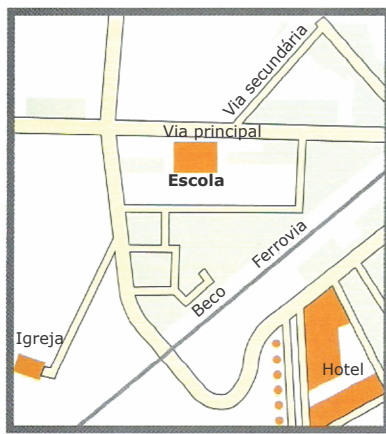 Via secundária
Via principal
Escola
Ferrovia
Beco
Igreja
Hotel